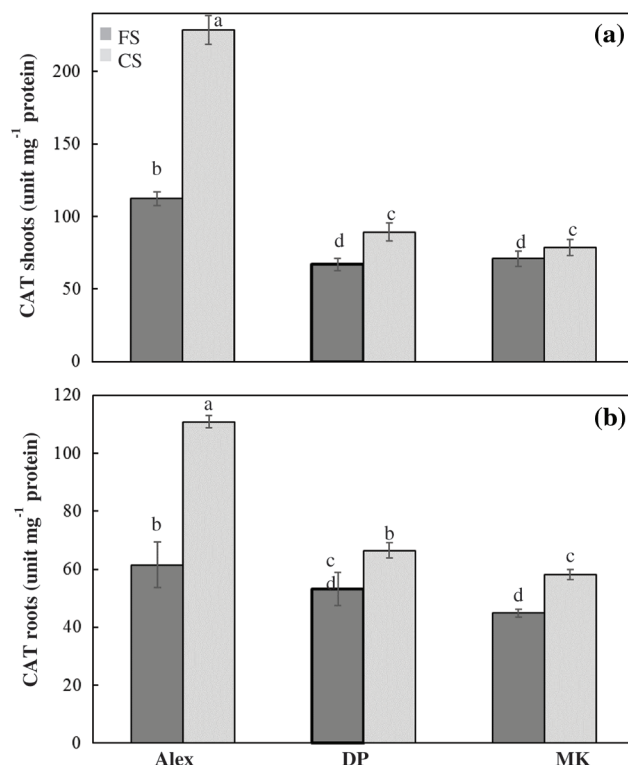 (a)
FS
CS
CAT shoots (unit mg-1 protein)
200
150
100
50
0
b
a
d
c
d
c
(b)
CAT roots (unit mg-1 protein)
120
100
80
60
40
20
0
b
a
c
d
b
d
c
Alex DP MK